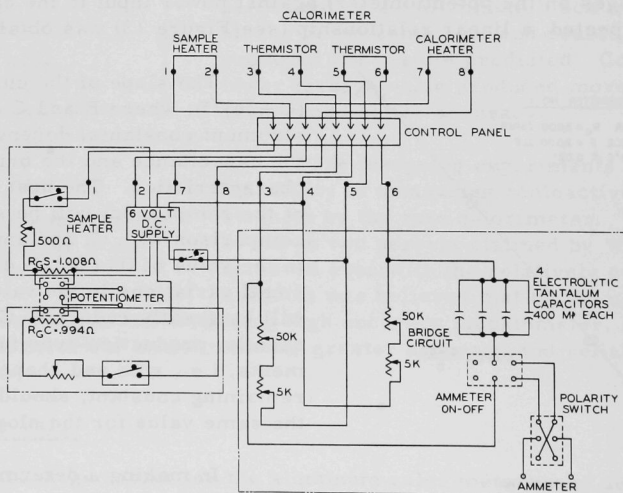 CALORIMETER
SAMPLE HEATER
THERMISTOR
THERMISTOR
CALORIMETER HEATER
1 2 3 4 5 6 7 8
CONTROL PANEL
1 2 7 8 3 4 5 6
6 VOLT D.C. SUPPLY
SAMPLE HEATER
500 Ω
RGS=1.008Ω
POTENTIOMETER
RGC=.994Ω
4 ELECTROLYTIC TANTALUM CAPACITORS 400 Mf EACH
50K
50K
BRIDGE CIRCUIT
5K
5K
AMMETER ON-OFF
POLARITY SWITCH
AMMETER